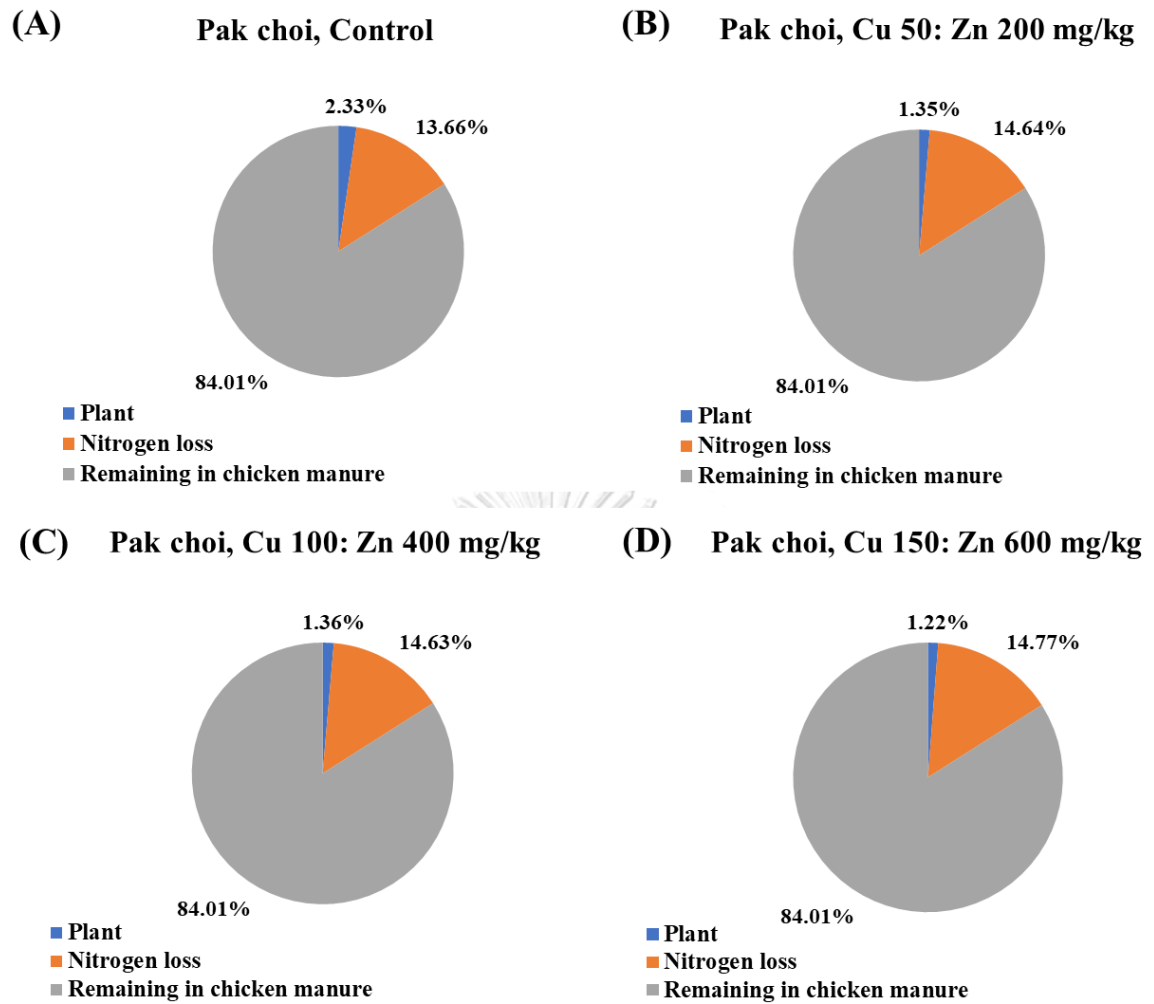 (A) Pak choi, Control
2.33%
13.66%
84.01%
Plant
Nitrogen loss
Remaining in chicken manure
(B) Pak choi, Cu 50: Zn 200 mg/kg
1.35%
14.64%
84.01%
Plant
Nitrogen loss
Remaining in chicken manure
(C) Pak choi, Cu 100: Zn 400 mg/kg
1.36%
14.63%
84.01%
Plant
Nitrogen loss
Remaining in chicken manure
(D) Pak choi, Cu 150: Zn 600 mg/kg
1.22%
14.77%
84.01%
Plant
Nitrogen loss
Remaining in chicken manure